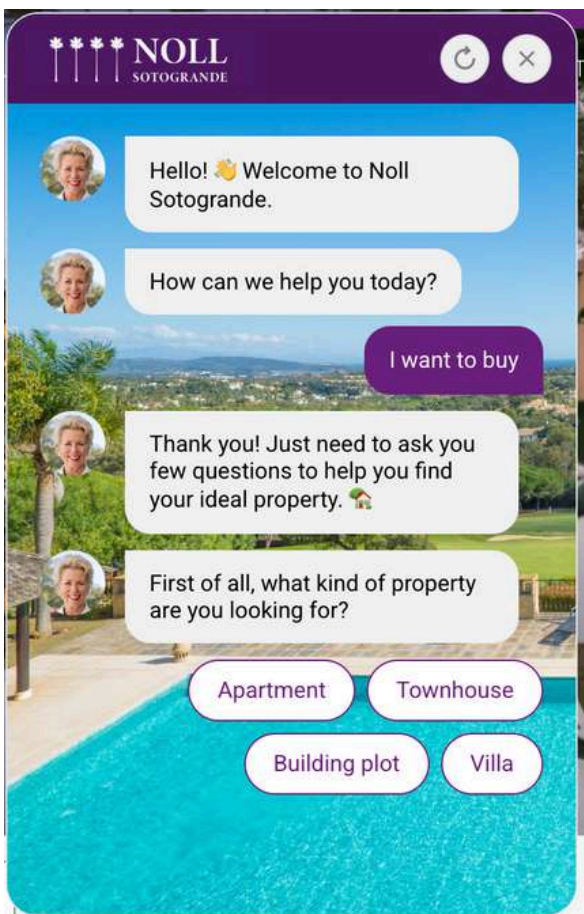 NOLL
SOTOGRANDE
Hello! 👋 Welcome to Noll
Sotogrande.
How can we help you today?
I want to buy
Thank you! Just need to ask you
few questions to help you find
your ideal property. 🏡
First of all, what kind of property
are you looking for?
Apartment Townhouse
Building plot Villa